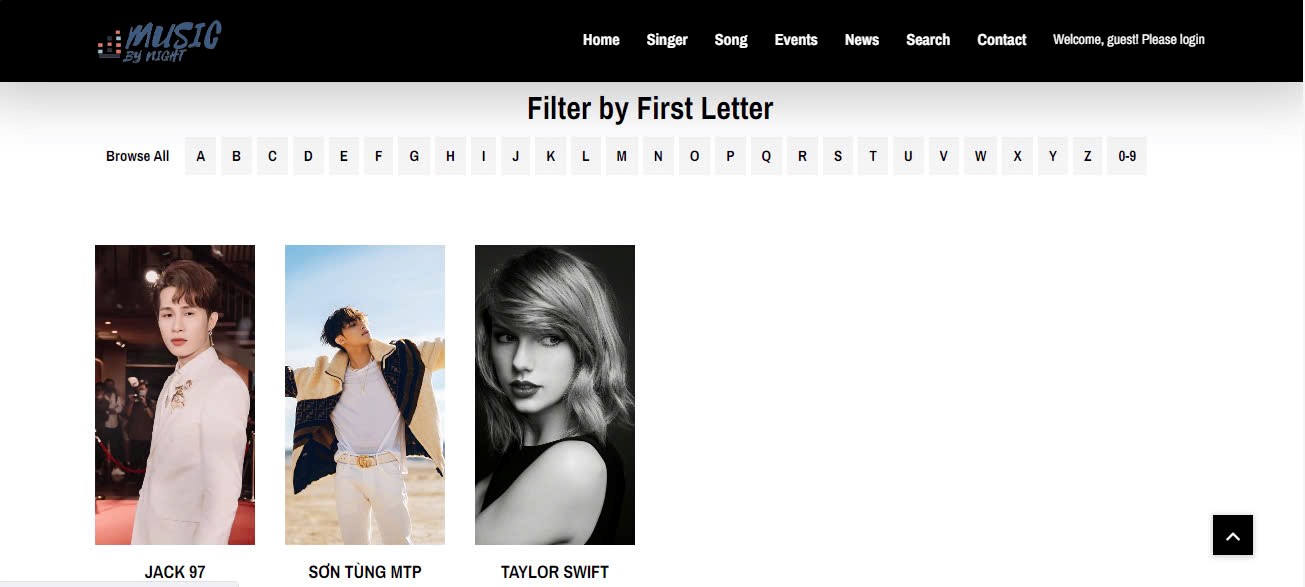 MUSIC
BY NIGHT
Home Singer Song Events News Search Contact Welcome, guest! Please login
Filter by First Letter
Browse All A B C D E F G H I J K L M N O P Q R S T U V W X Y Z 0-9
JACK 97 SƠN TÙNG MTP TAYLOR SWIFT